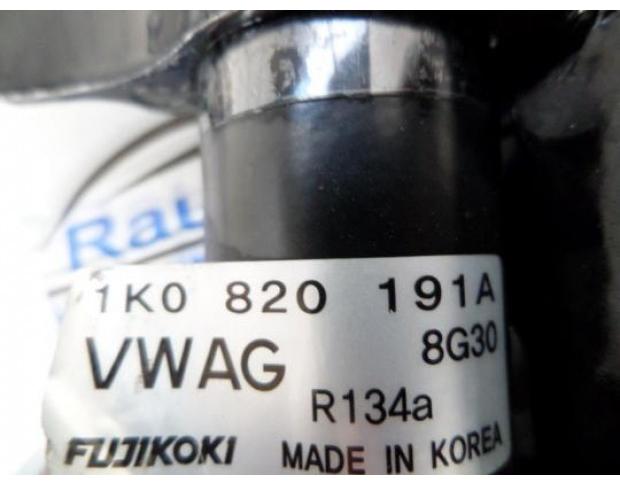 1K0 820 191A
VWAG 8G30
R134a
FUJIKOKI MADE IN KOREA